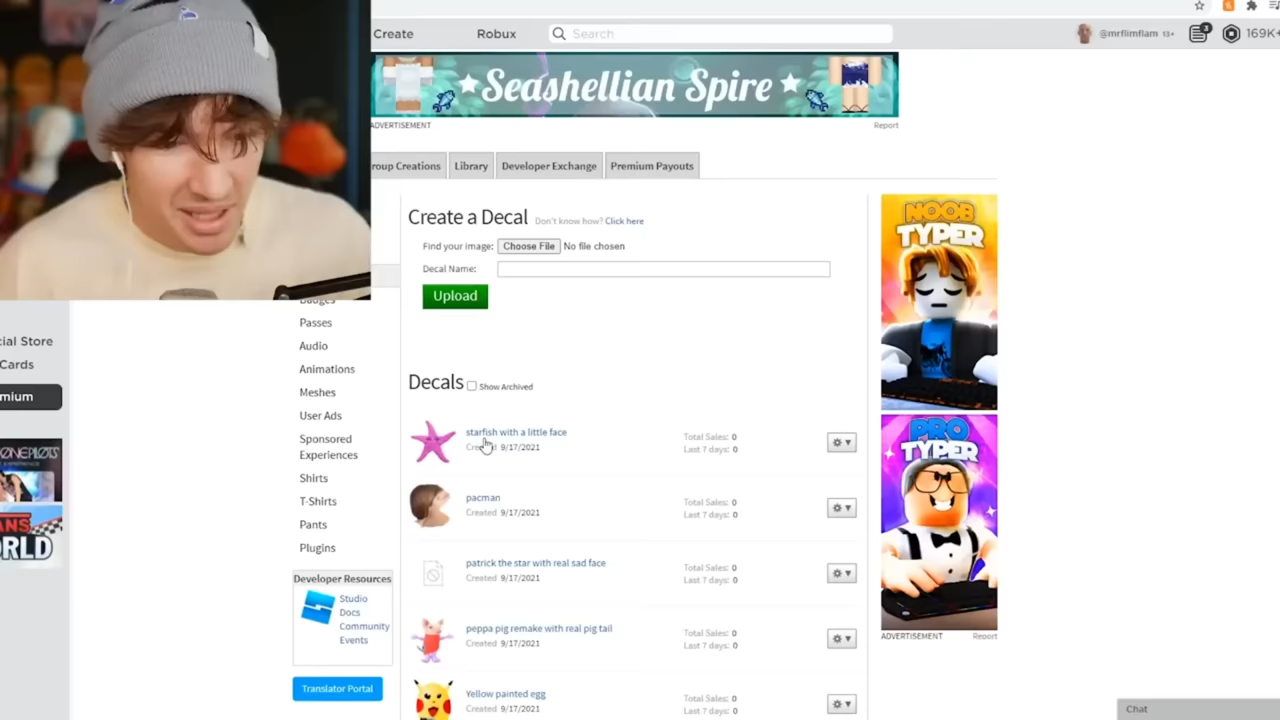 Create
Robux
Search
@mrflimflam 13+
169K+
Seashellian Spire
ADVERTISEMENT
Report
roup Creations
Library
Developer Exchange
Premium Payouts
Create a Decal
Don't know how? Click here
Find your image: Choose File No file chosen
Decal Name:
Upload
Badges
Passes
Audio
Animations
Meshes
User Ads
Sponsored
Experiences
Shirts
T-Shirts
Pants
Plugins
Developer Resources
Studio
Docs
Community
Events
Translator Portal
cial Store
Cards
mium
ONEPILOTS
ANS
ORLD
Decals
Show Archived
starfish with a little face
Created 9/17/2021
Total Sales: 0
Last 7 days: 0
pacman
Created 9/17/2021
Total Sales: 0
Last 7 days: 0
patrick the star with real sad face
Created 9/17/2021
Total Sales: 0
Last 7 days: 0
peppa pig remake with real pig tail
Created 9/17/2021
Total Sales: 0
Last 7 days: 0
Yellow painted egg
Created 9/17/2021
Total Sales: 0
Last 7 days: 0
NOOB
TYPER
PRO
TYPER
ADVERTISEMENT
Report
Chat